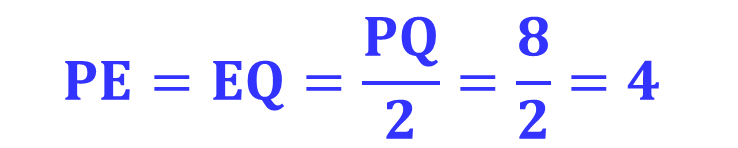 PE = EQ = PQ/2 = 8/2 = 4